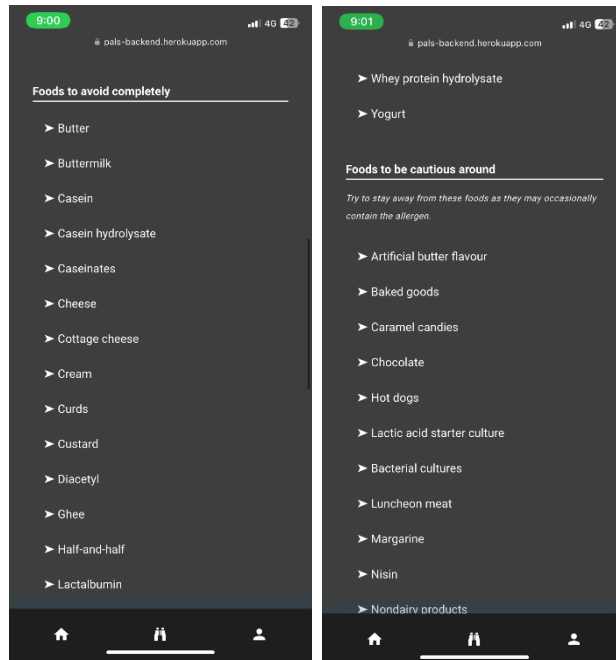 9:00
4G 42
pals-backend.herokuapp.com
Foods to avoid completely
➤ Butter
➤ Buttermilk
➤ Casein
➤ Casein hydrolysate
➤ Caseinates
➤ Cheese
➤ Cottage cheese
➤ Cream
➤ Curds
➤ Custard
➤ Diacetyl
➤ Ghee
➤ Half-and-half
➤ Lactalbumin
9:01
4G 42
pals-backend.herokuapp.com
➤ Whey protein hydrolysate
➤ Yogurt
Foods to be cautious around
Try to stay away from these foods as they may occasionally
contain the allergen.
➤ Artificial butter flavour
➤ Baked goods
➤ Caramel candies
➤ Chocolate
➤ Hot dogs
➤ Lactic acid starter culture
➤ Bacterial cultures
➤ Luncheon meat
➤ Margarine
➤ Nisin
➤ Nondairy products